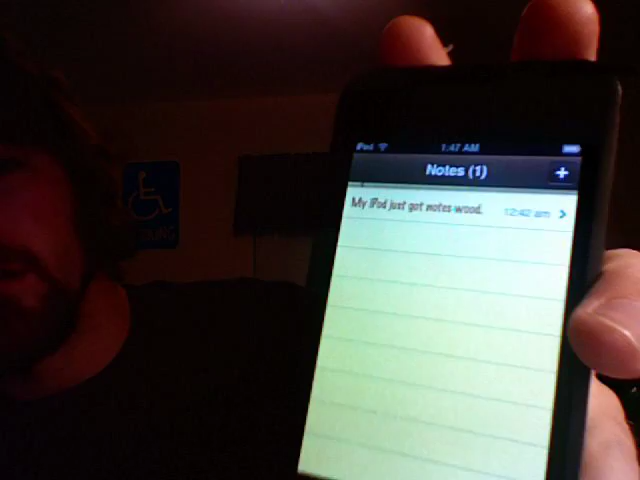 iPod 1:47 AM
Notes (1) +
My iPod just got notes-wood. 12:42 am